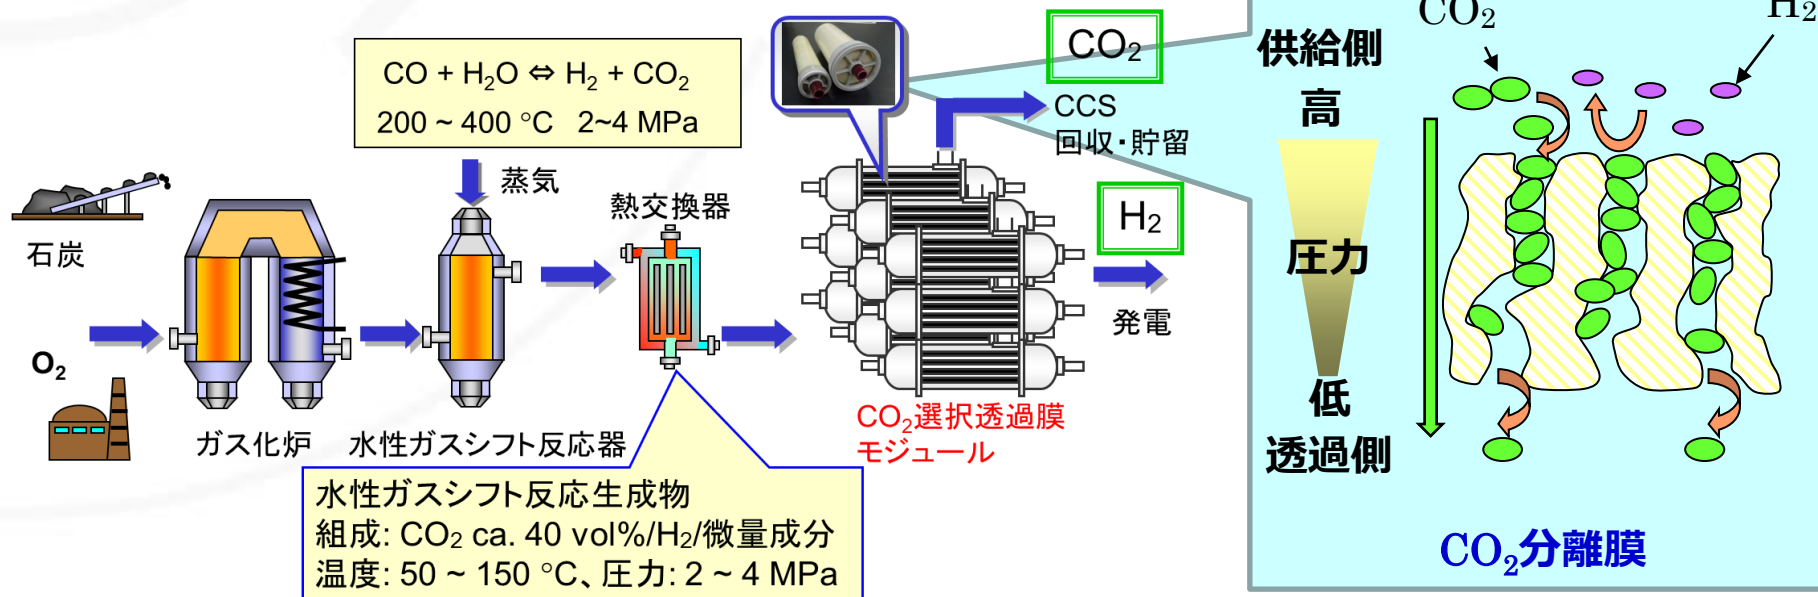 CO + H₂O ⇔ H₂ + CO₂
200 ~ 400 °C 2~4 MPa
蒸気
石炭
O₂
ガス化炉
水性ガスシフト反応器
熱交換器
水性ガスシフト反応生成物
組成: CO₂ ca. 40 vol%/H₂/微量成分
温度: 50 ~ 150 °C、圧力: 2 ~ 4 MPa
CO₂選択透過膜
モジュール
CO₂
CCS
回収・貯留
H₂
発電
供給側
高
圧力
低
透過側
CO₂
H₂
CO₂分離膜